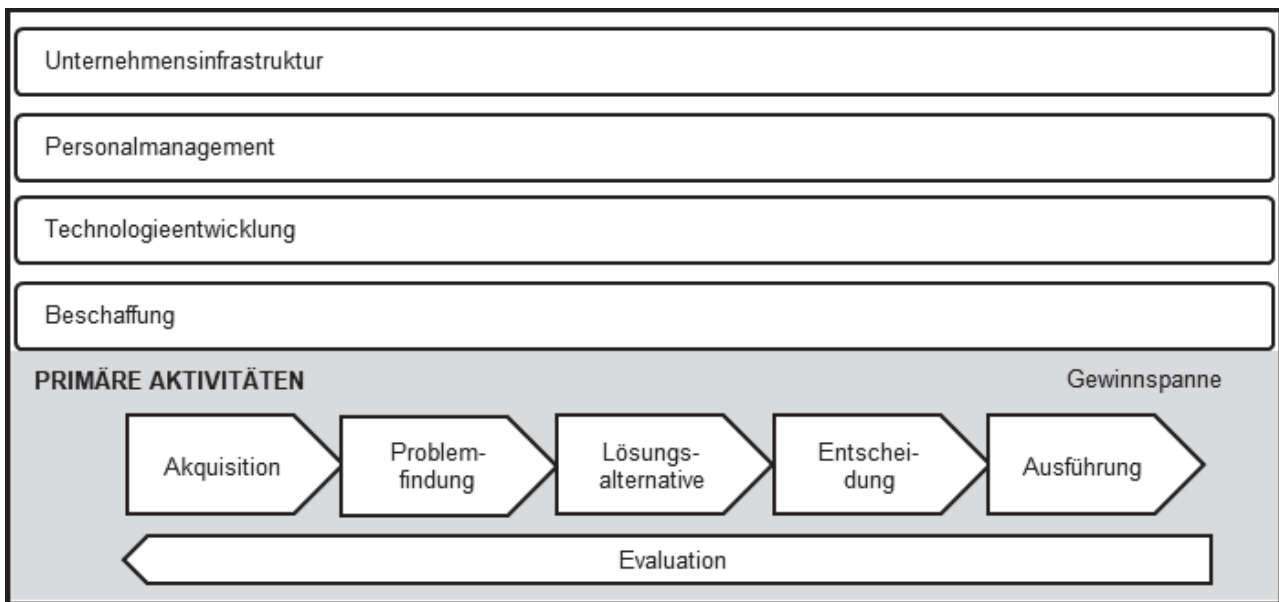 Unternehmensinfrastruktur
Personalmanagement
Technologieentwicklung
Beschaffung
PRIMÄRE AKTIVITÄTEN
Gewinnspanne
Akquisition
Problem-
findung
Lösungs-
alternative
Entschei-
dung
Ausführung
Evaluation